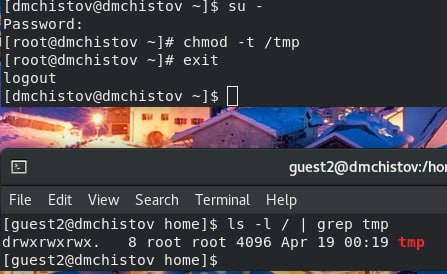 [dmchistov@dmchistov ~]$ su -
Password:
[root@dmchistov ~]# chmod -t /tmp
[root@dmchistov ~]# exit
logout
[dmchistov@dmchistov ~]$
guest2@dmchistov:/hom
File Edit View Search Terminal Help
[guest2@dmchistov home]$ ls -l / | grep tmp
drwxrwxrwx.   8 root root 4096 Apr 19 00:19 tmp
[guest2@dmchistov home]$